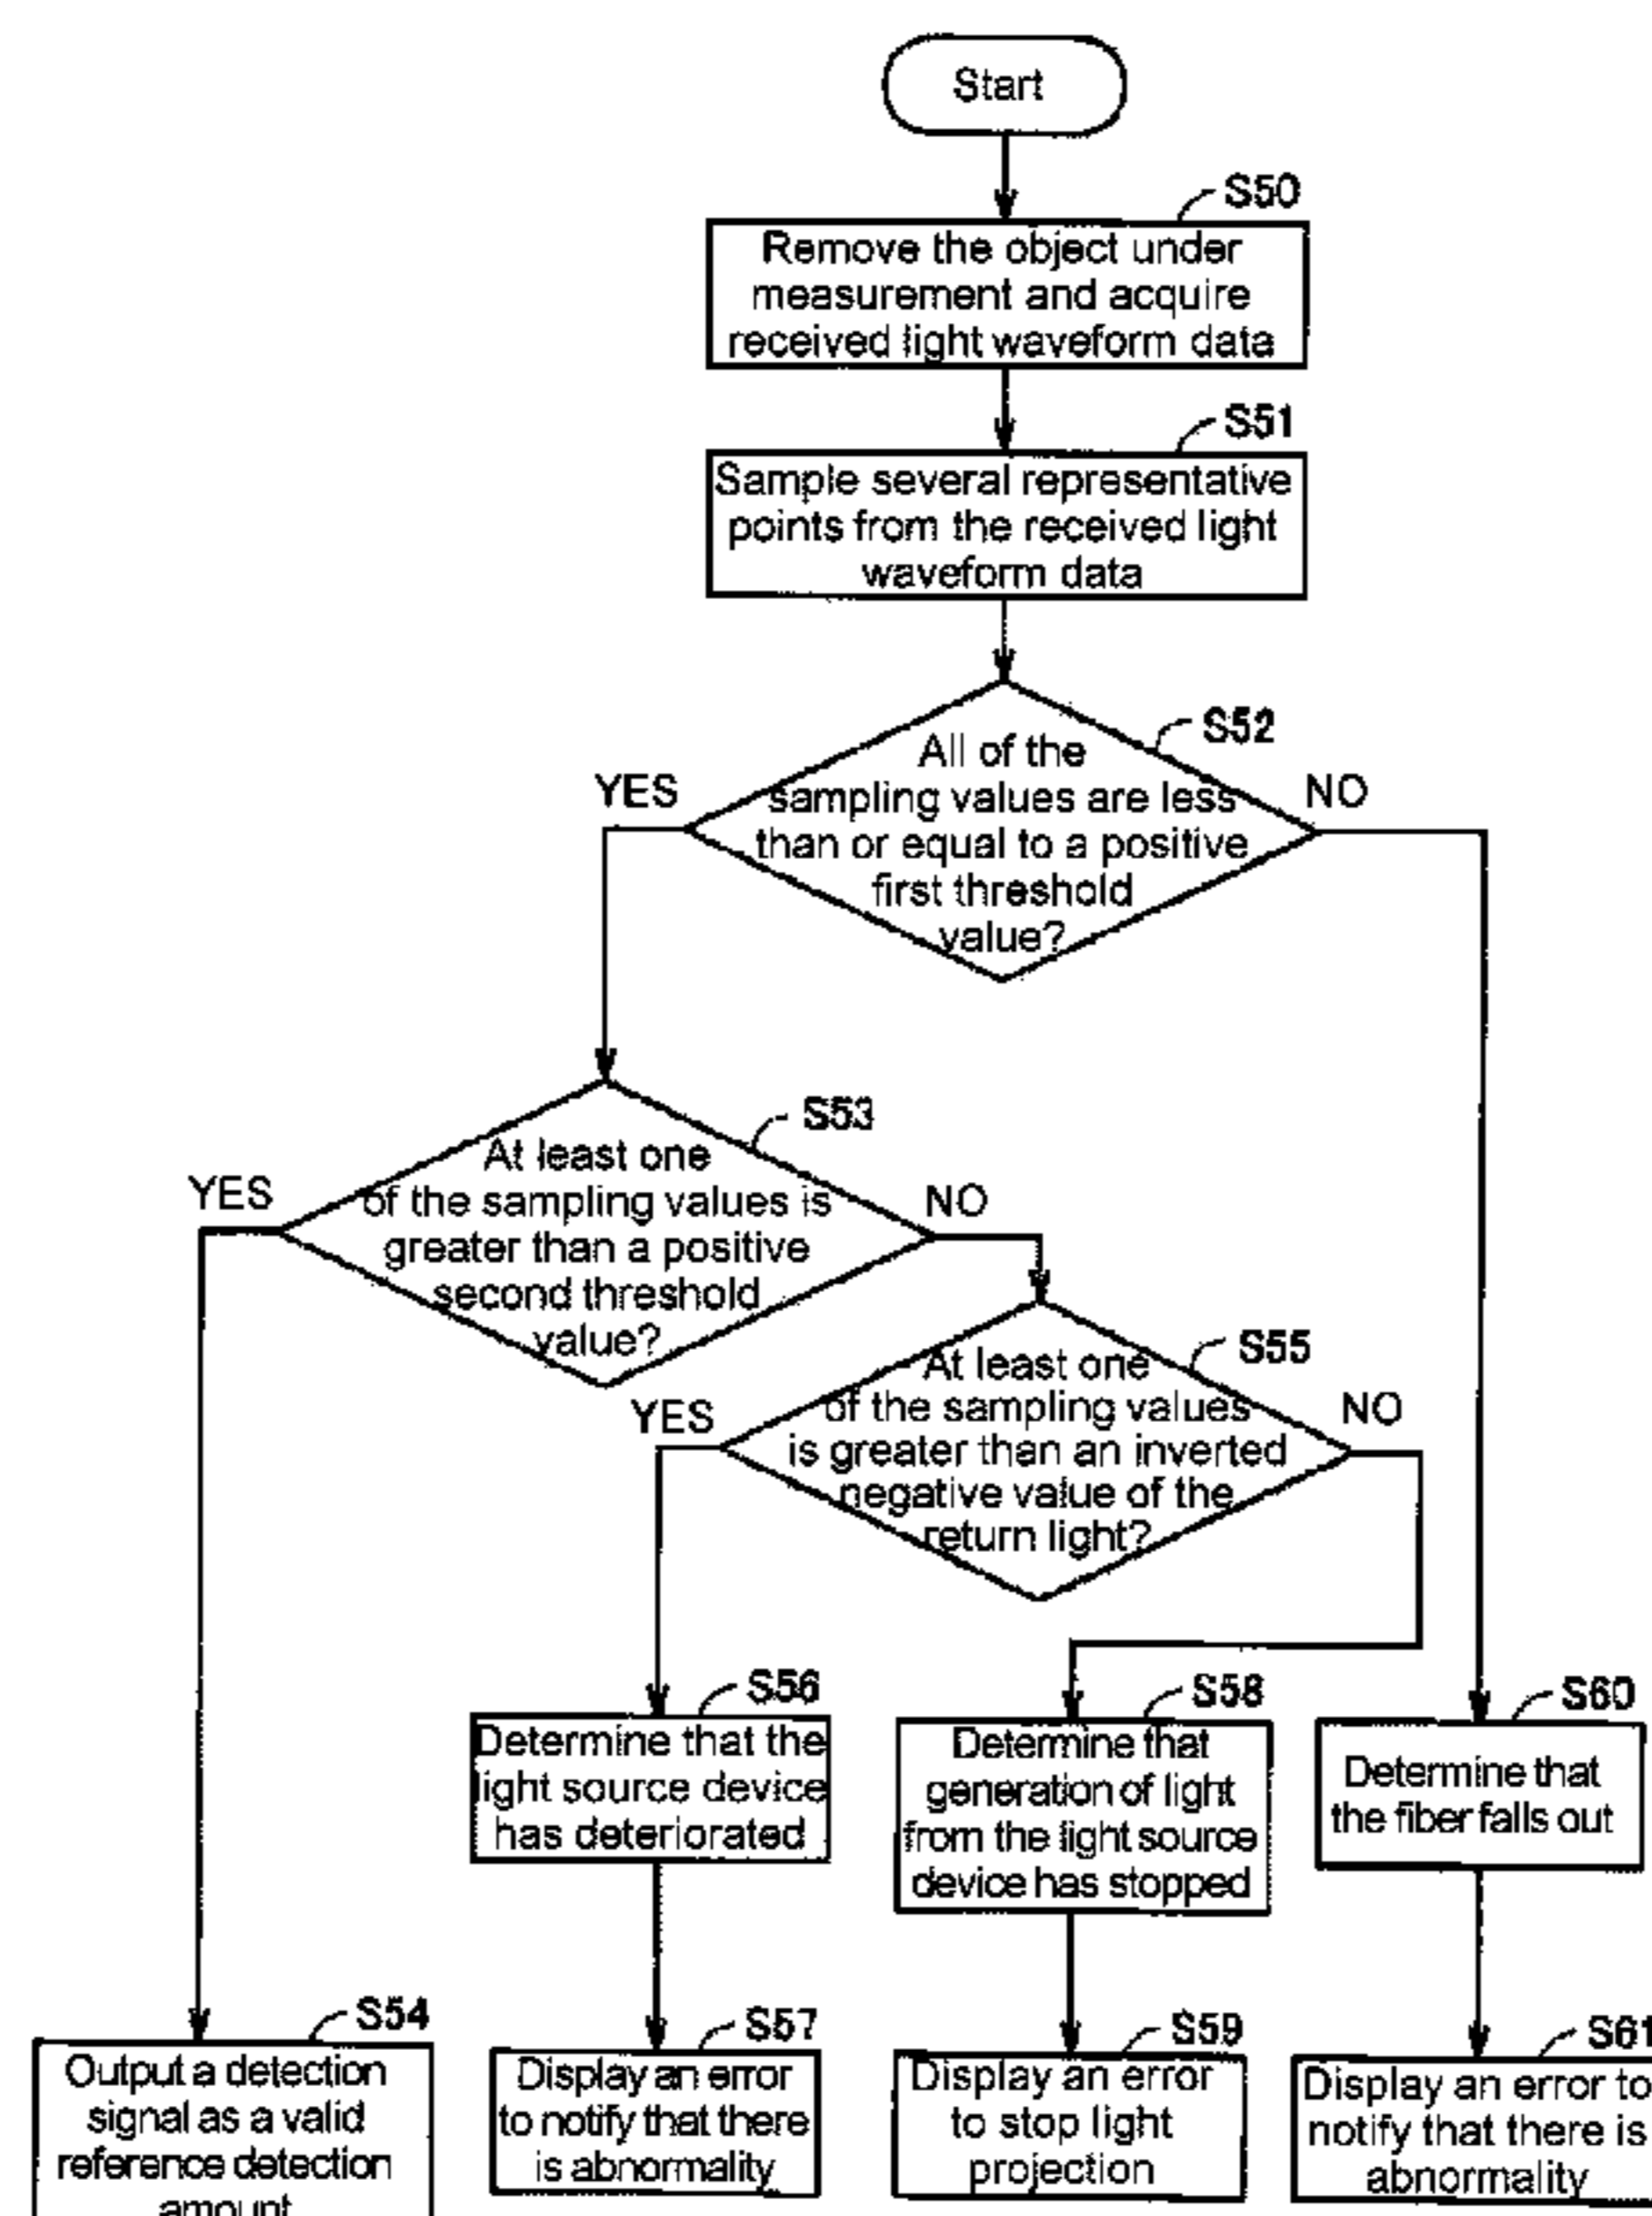 Start
S50
Remove the object under
measurement and acquire
received light waveform data
S51
Sample several representative
points from the received light
waveform data
S52
All of the
sampling values are less
than or equal to a positive
first threshold
value?
YES
NO
S53
At least one
of the sampling values is
greater than a positive
second threshold
value?
YES
NO
S55
At least one
of the sampling values
is greater than an inverted
negative value of the
return light?
YES
NO
S56
Determine that the
light source device
has deteriorated
S58
Determine that
generation of light
from the light source
device has stopped
S60
Determine that
the fiber falls out
S54
Output a detection
signal as a valid
reference detection
amount
S57
Display an error
to notify that there
is abnormality
S59
Display an error
to stop light
projection
S61
Display an error to
notify that there is
abnormality